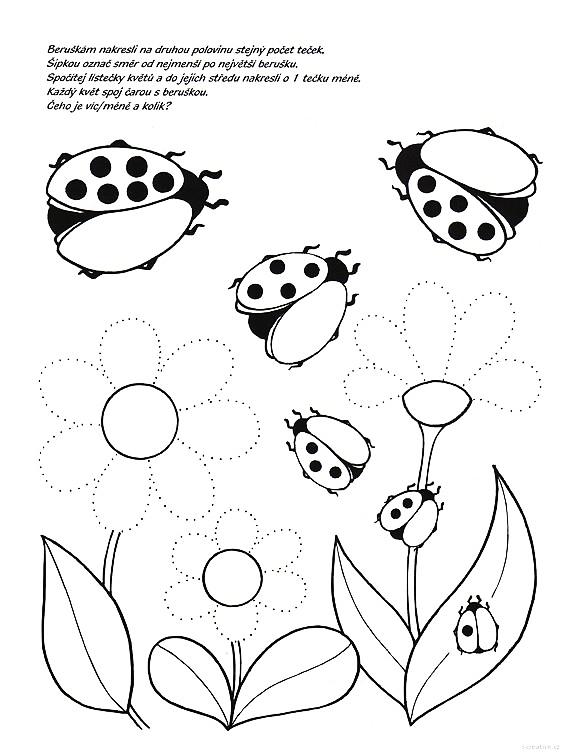 Beruškám nakresli na druhou polovinu stejný počet teček.
Šipkou označ směr od nejmenší po největší berušku.
Spočítej lístečky květů a do jejich středu nakresli o 1 tečku méně.
Každý květ spoj čarou s beruškou.
Čeho je víc/méně a kolik?